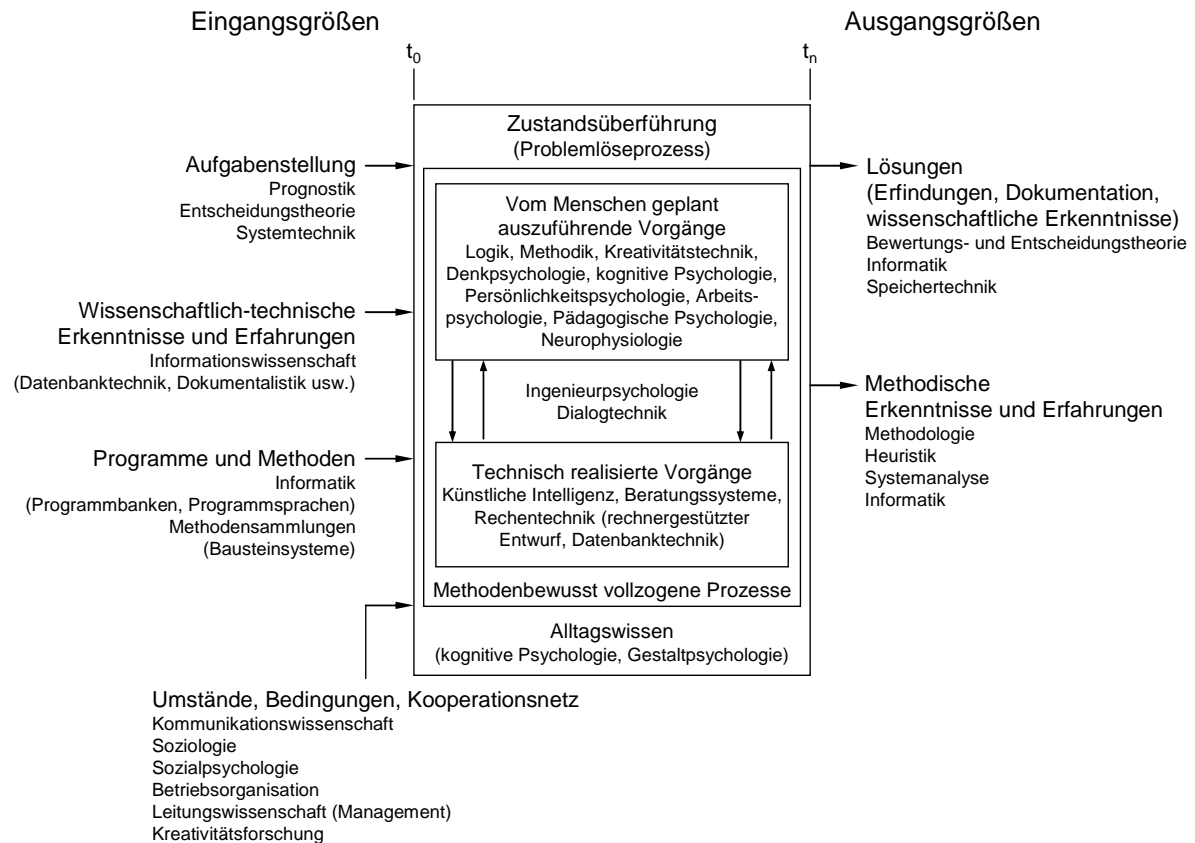 Eingangsgrößen
Ausgangsgrößen
t0
tn
Zustandsüberführung
(Problemlöseprozess)
Aufgabenstellung
Prognostik
Entscheidungstheorie
Systemtechnik
Wissenschaftlich-technische
Erkenntnisse und Erfahrungen
Informationswissenschaft
(Datenbanktechnik, Dokumentalistik usw.)
Programme und Methoden
Informatik
(Programmbanken, Programmsprachen)
Methodensammlungen
(Bausteinsysteme)
Vom Menschen geplant
auszuführende Vorgänge
Logik, Methodik, Kreativitätstechnik,
Denkpsychologie, kognitive Psychologie,
Persönlichkeitspsychologie, Arbeits-
psychologie, Pädagogische Psychologie,
Neurophysiologie
Ingenieurpsychologie
Dialogtechnik
Technisch realisierte Vorgänge
Künstliche Intelligenz, Beratungssysteme,
Rechentechnik (rechnergestützter
Entwurf, Datenbanktechnik)
Methodenbewusst vollzogene Prozesse
Alltagswissen
(kognitive Psychologie, Gestaltpsychologie)
Lösungen
(Erfindungen, Dokumentation,
wissenschaftliche Erkenntnisse)
Bewertungs- und Entscheidungstheorie
Informatik
Speichertechnik
Methodische
Erkenntnisse und Erfahrungen
Methodologie
Heuristik
Systemanalyse
Informatik
Umstände, Bedingungen, Kooperationsnetz
Kommunikationswissenschaft
Soziologie
Sozialpsychologie
Betriebsorganisation
Leitungswissenschaft (Management)
Kreativitätsforschung